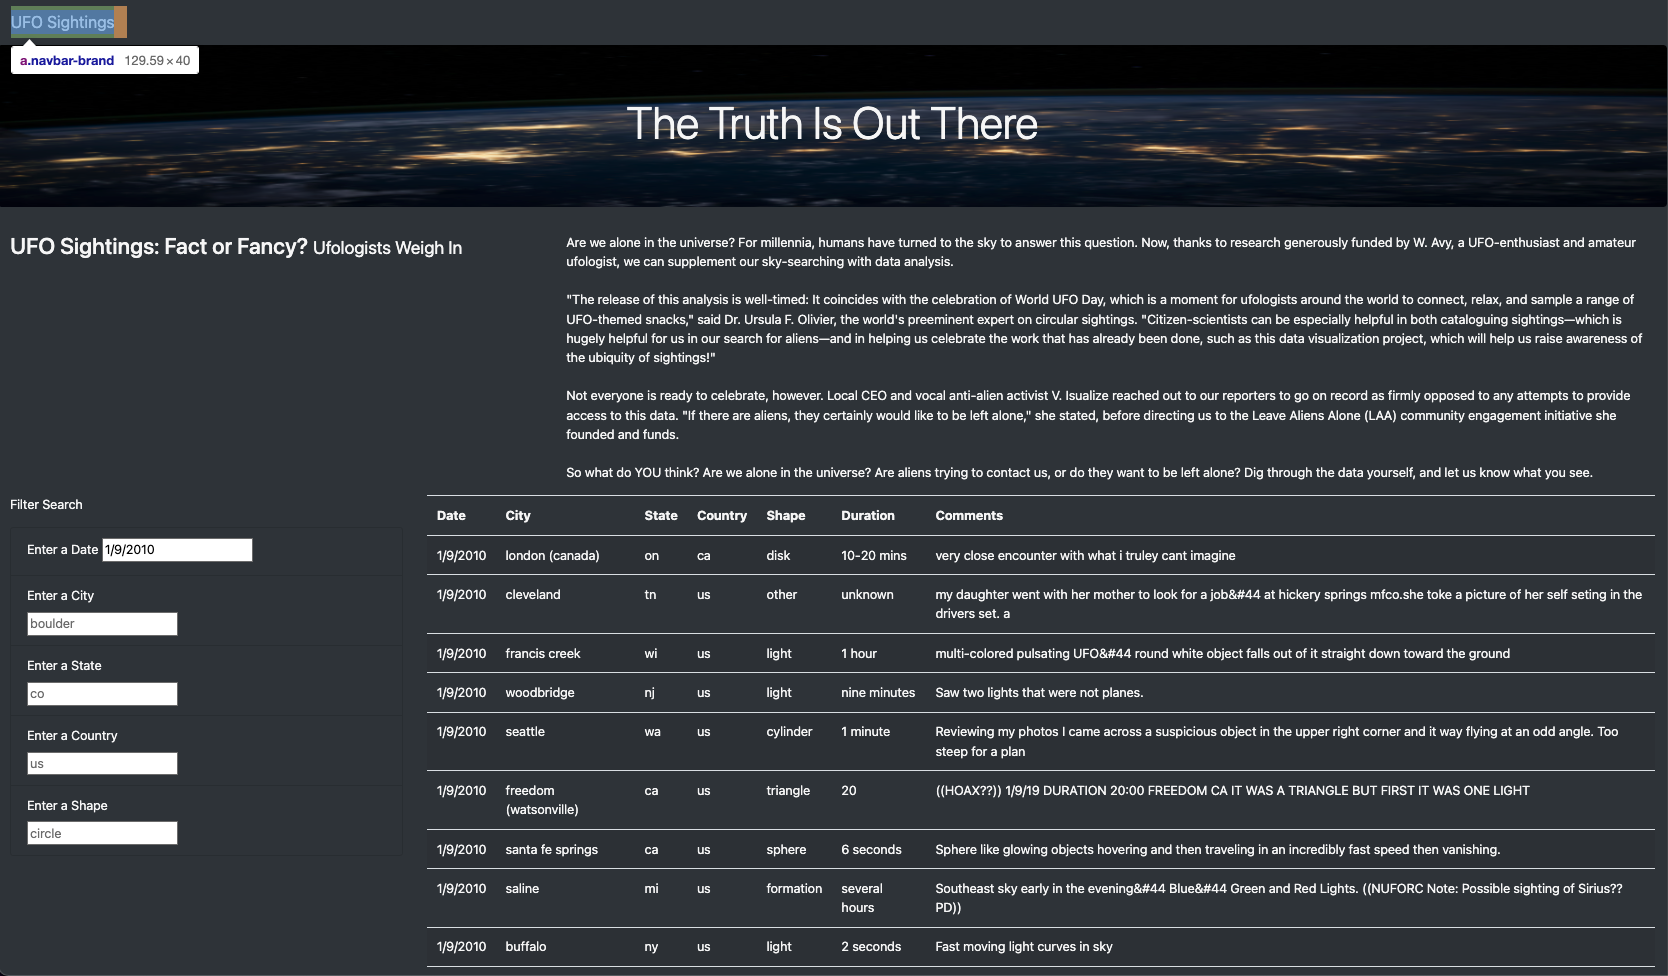 UFO Sightings
a.navbar-brand 129.59 × 40
The Truth Is Out There
UFO Sightings: Fact or Fancy? Ufologists Weigh In
Are we alone in the universe? For millennia, humans have turned to the sky to answer this question. Now, thanks to research generously funded by W. Avy, a UFO-enthusiast and amateur
ufologist, we can supplement our sky-searching with data analysis.
"The release of this analysis is well-timed: It coincides with the celebration of World UFO Day, which is a moment for ufologists around the world to connect, relax, and sample a range of
UFO-themed snacks," said Dr. Ursula F. Olivier, the world's preeminent expert on circular sightings. "Citizen-scientists can be especially helpful in both cataloguing sightings—which is
hugely helpful for us in our search for aliens—and in helping us celebrate the work that has already been done, such as this data visualization project, which will help us raise awareness of
the ubiquity of sightings!"
Not everyone is ready to celebrate, however. Local CEO and vocal anti-alien activist V. Isualize reached out to our reporters to go on record as firmly opposed to any attempts to provide
access to this data. "If there are aliens, they certainly would like to be left alone," she stated, before directing us to the Leave Aliens Alone (LAA) community engagement initiative she
founded and funds.
So what do YOU think? Are we alone in the universe? Are aliens trying to contact us, or do they want to be left alone? Dig through the data yourself, and let us know what you see.
Filter Search
Enter a Date 1/9/2010
Enter a City
boulder
Enter a State
co
Enter a Country
us
Enter a Shape
circle
Date City State Country Shape Duration Comments
1/9/2010 london (canada) on ca disk 10-20 mins very close encounter with what i truley cant imagine
1/9/2010 cleveland tn us other unknown my daughter went with her mother to look for a job&#44 at hickery springs mfco.she toke a picture of her self seting in the
drivers set. a
1/9/2010 francis creek wi us light 1 hour multi-colored pulsating UFO&#44 round white object falls out of it straight down toward the ground
1/9/2010 woodbridge nj us light nine minutes Saw two lights that were not planes.
1/9/2010 seattle wa us cylinder 1 minute Reviewing my photos I came across a suspicious object in the upper right corner and it way flying at an odd angle. Too
steep for a plan
1/9/2010 freedom ca us triangle 20 ((HOAX??)) 1/9/19 DURATION 20:00 FREEDOM CA IT WAS A TRIANGLE BUT FIRST IT WAS ONE LIGHT
(watsonville)
1/9/2010 santa fe springs ca us sphere 6 seconds Sphere like glowing objects hovering and then traveling in an incredibly fast speed then vanishing.
1/9/2010 saline mi us formation several Southeast sky early in the evening&#44 Blue&#44 Green and Red Lights. ((NUFORC Note: Possible sighting of Sirius??
hours PD))
1/9/2010 buffalo ny us light 2 seconds Fast moving light curves in sky